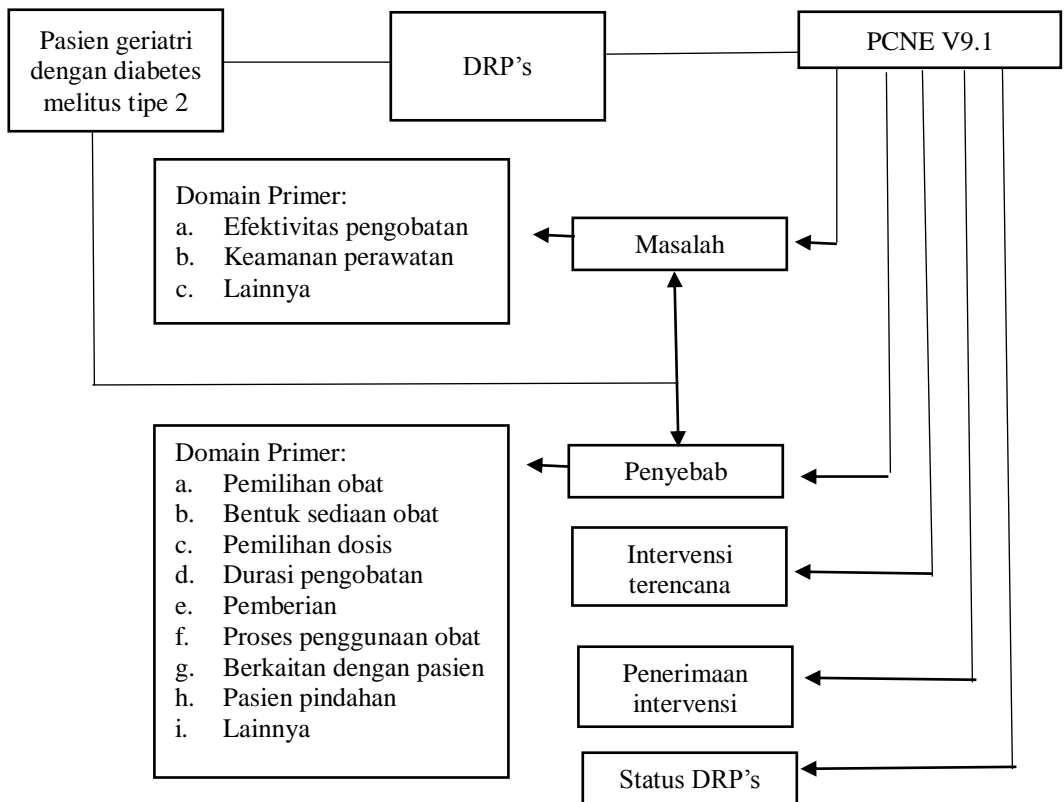 Pasien geriatri
dengan diabetes
melitus tipe 2
DRP’s
PCNE V9.1
Domain Primer:
a. Efektivitas pengobatan
b. Keamanan perawatan
c. Lainnya
Masalah
Domain Primer:
a. Pemilihan obat
b. Bentuk sediaan obat
c. Pemilihan dosis
d. Durasi pengobatan
e. Pemberian
f. Proses penggunaan obat
g. Berkaitan dengan pasien
h. Pasien pindahan
i. Lainnya
Penyebab
Intervensi
terencana
Penerimaan
intervensi
Status DRP’s